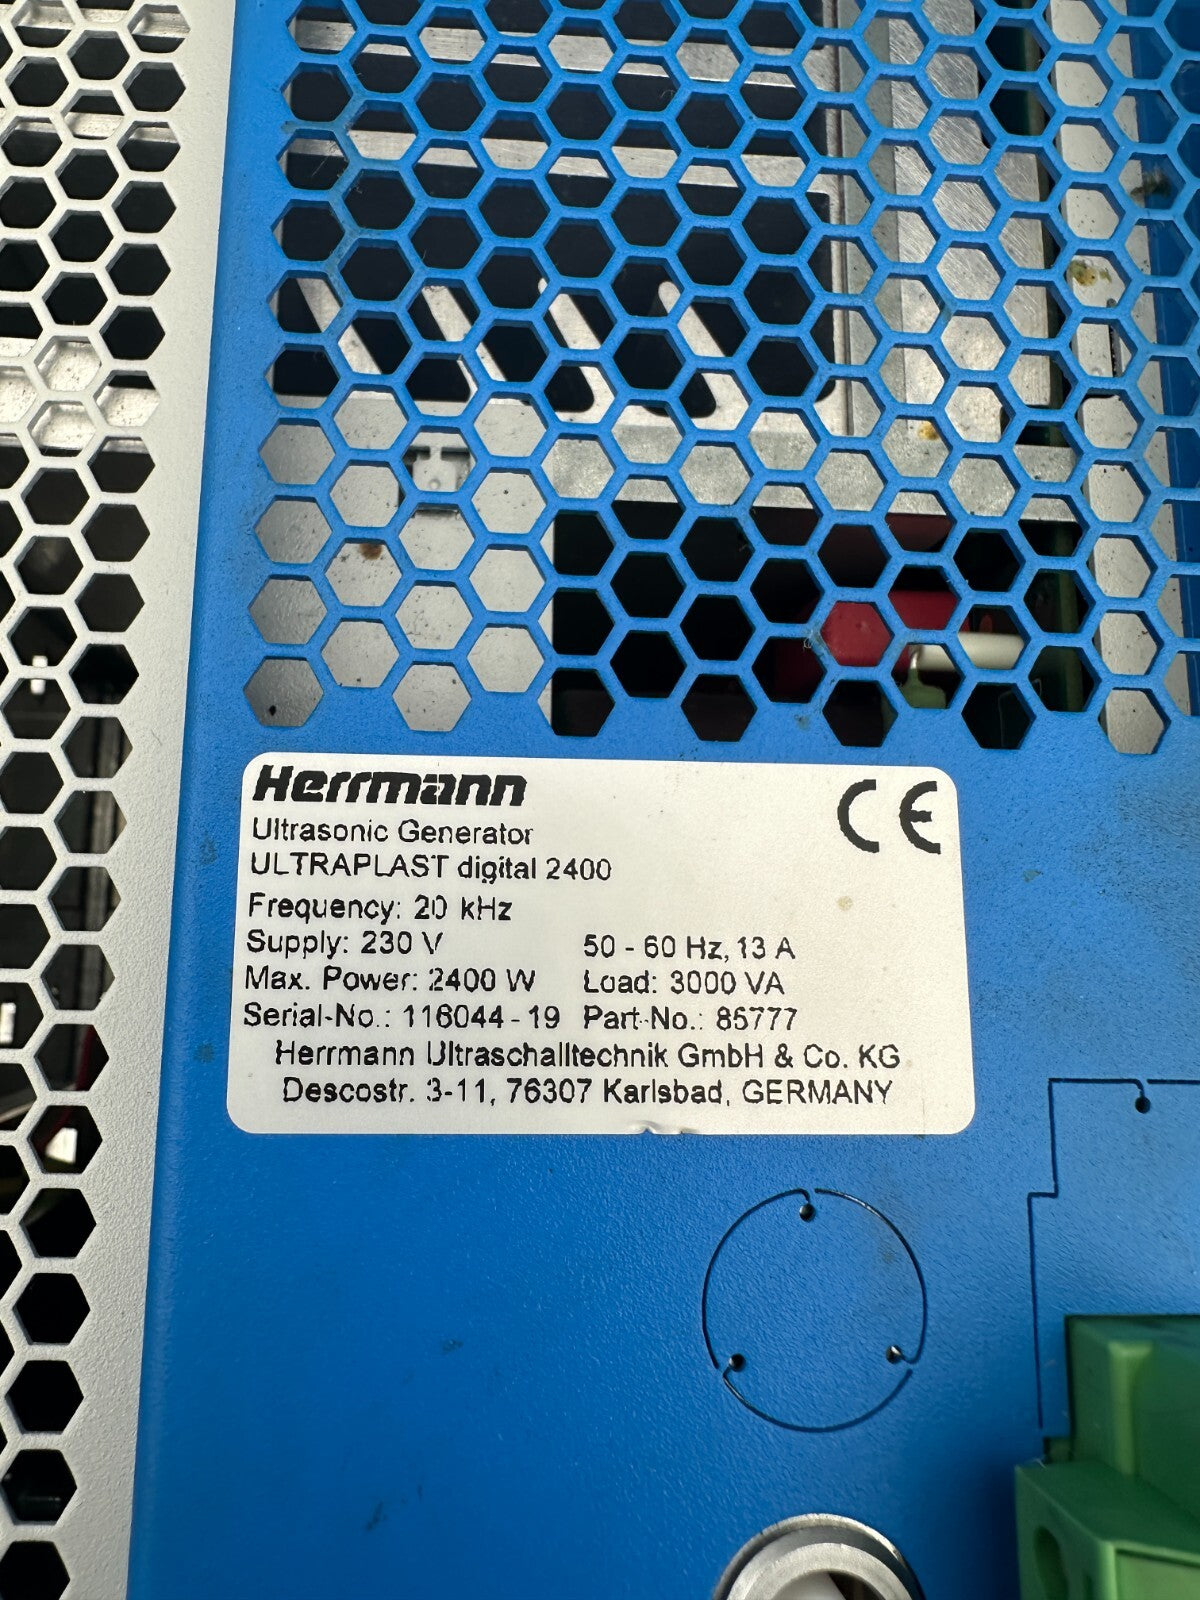 Herrmann
CE
Ultrasonic Generator
ULTRAPLAST digital 2400
Frequency: 20 kHz
Supply: 230 V 50 - 60 Hz, 13 A
Max. Power: 2400 W Load: 3000 VA
Serial-No.: 116044-19 Part-No.: 86777
Herrmann Ultraschalltechnik GmbH & Co. KG
Descostr. 3-11, 76307 Karlsbad, GERMANY